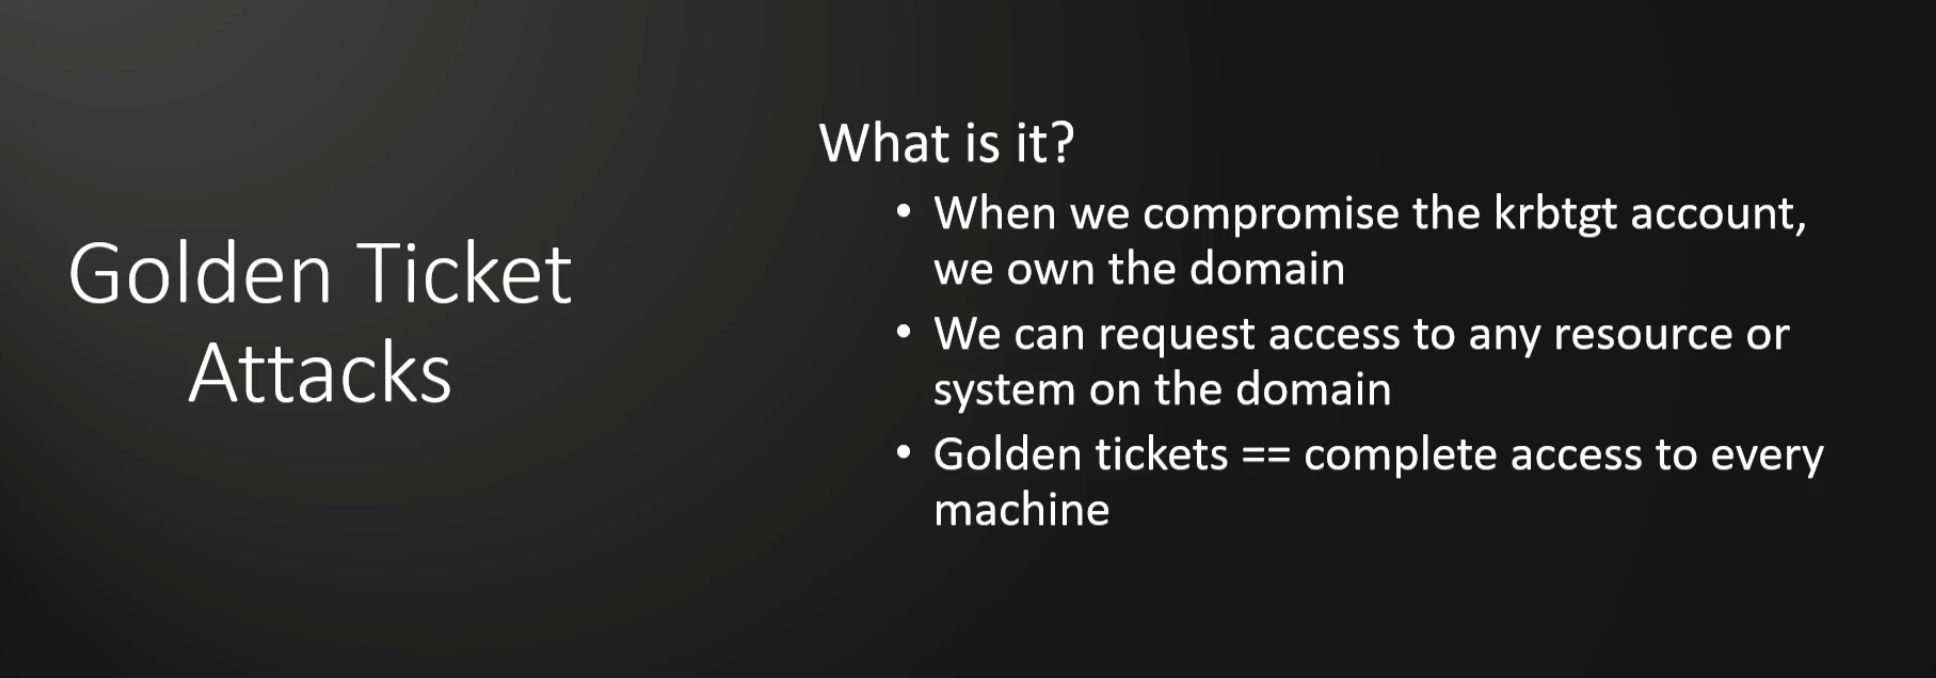 Golden Ticket
Attacks
What is it?
• When we compromise the krbtgt account,
we own the domain
• We can request access to any resource or
system on the domain
• Golden tickets == complete access to every
machine